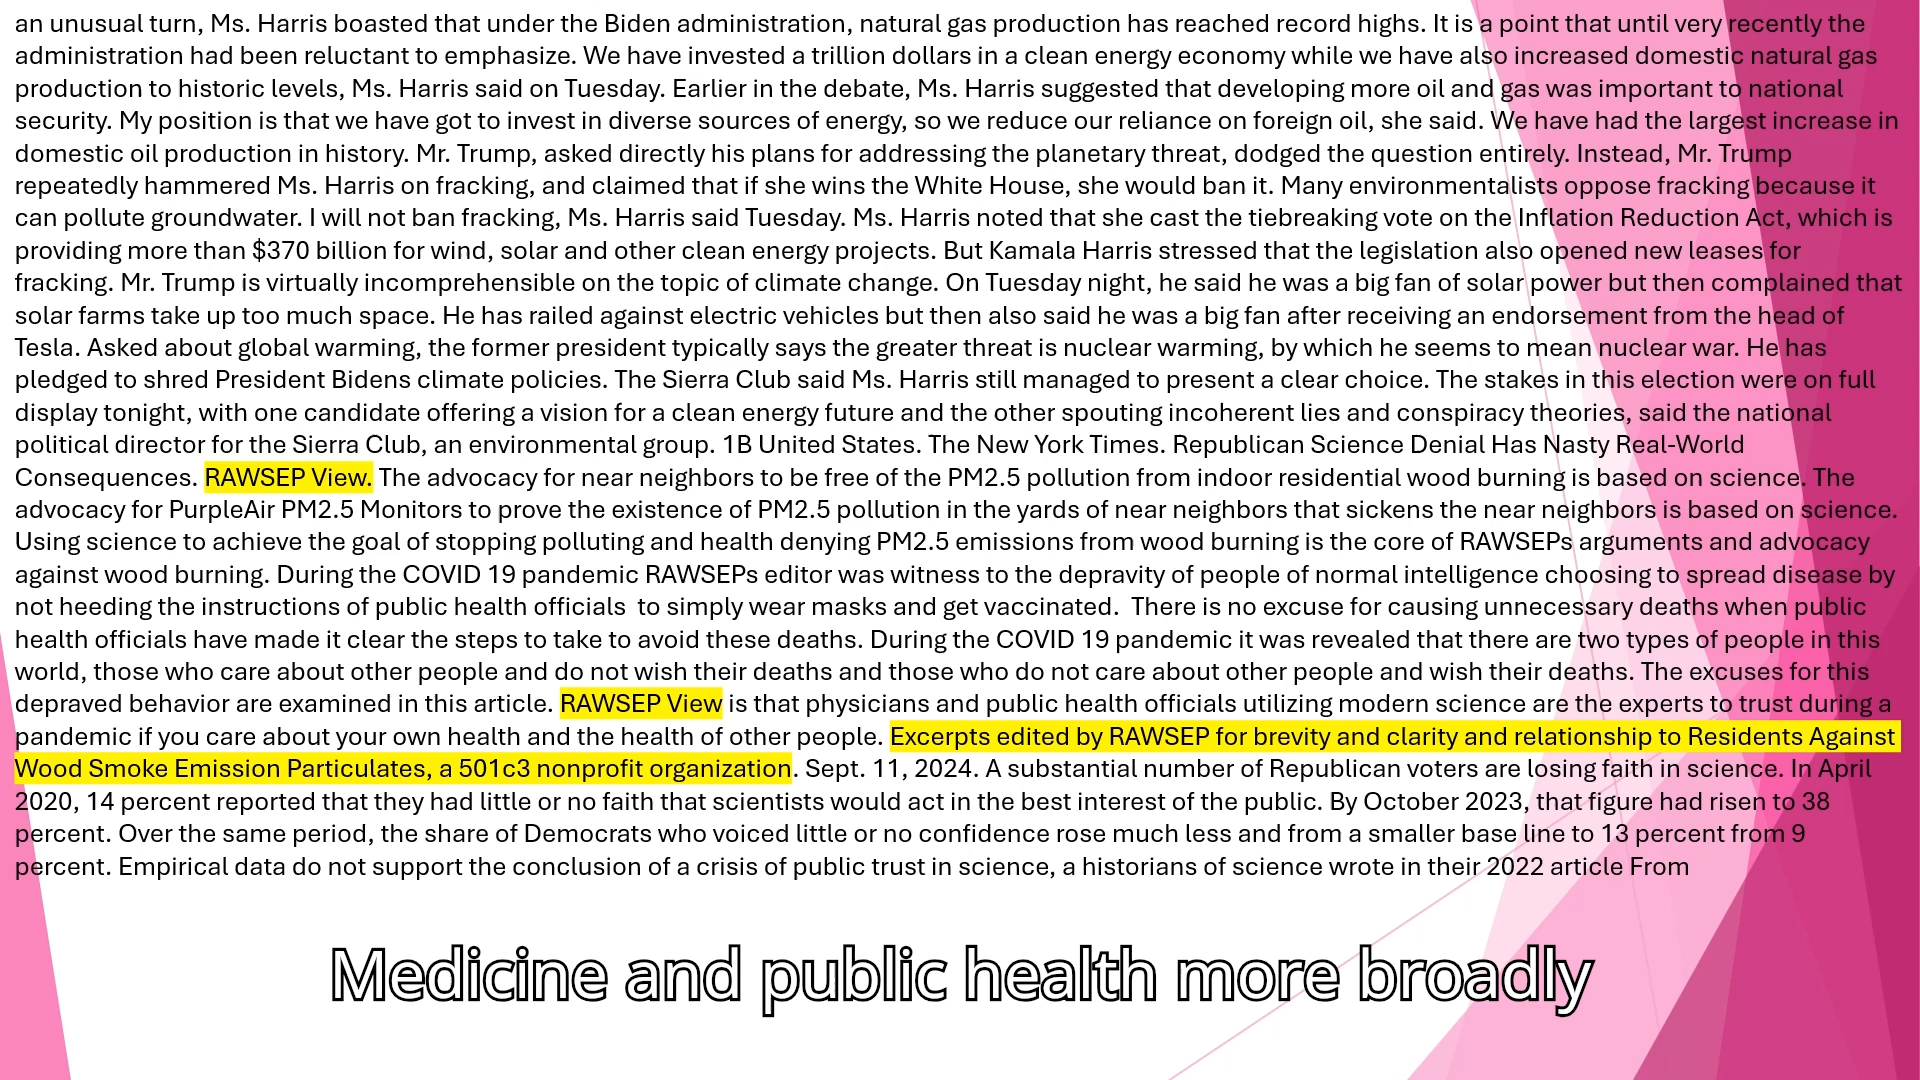 an unusual turn, Ms. Harris boasted that under the Biden administration, natural gas production has reached record highs. It is a point that until very recently the
administration had been reluctant to emphasize. We have invested a trillion dollars in a clean energy economy while we have also increased domestic natural gas
production to historic levels, Ms. Harris said on Tuesday. Earlier in the debate, Ms. Harris suggested that developing more oil and gas was important to national
security. My position is that we have got to invest in diverse sources of energy, so we reduce our reliance on foreign oil, she said. We have had the largest increase in
domestic oil production in history. Mr. Trump, asked directly his plans for addressing the planetary threat, dodged the question entirely. Instead, Mr. Trump
repeatedly hammered Ms. Harris on fracking, and claimed that if she wins the White House, she would ban it. Many environmentalists oppose fracking because it
can pollute groundwater. I will not ban fracking, Ms. Harris said Tuesday. Ms. Harris noted that she cast the tiebreaking vote on the Inflation Reduction Act, which is
providing more than $370 billion for wind, solar and other clean energy projects. But Kamala Harris stressed that the legislation also opened new leases for
fracking. Mr. Trump is virtually incomprehensible on the topic of climate change. On Tuesday night, he said he was a big fan of solar power but then complained that
solar farms take up too much space. He has railed against electric vehicles but then also said he was a big fan after receiving an endorsement from the head of
Tesla. Asked about global warming, the former president typically says the greater threat is nuclear warming, by which he seems to mean nuclear war. He has
pledged to shred President Bidens climate policies. The Sierra Club said Ms. Harris still managed to present a clear choice. The stakes in this election were on full
display tonight, with one candidate offering a vision for a clean energy future and the other spouting incoherent lies and conspiracy theories, said the national
political director for the Sierra Club, an environmental group. 1B United States. The New York Times. Republican Science Denial Has Nasty Real-World
Consequences. RAWSEP View. The advocacy for near neighbors to be free of the PM2.5 pollution from indoor residential wood burning is based on science. The
advocacy for PurpleAir PM2.5 Monitors to prove the existence of PM2.5 pollution in the yards of near neighbors that sickens the near neighbors is based on science.
Using science to achieve the goal of stopping polluting and health denying PM2.5 emissions from wood burning is the core of RAWSEPs arguments and advocacy
against wood burning. During the COVID 19 pandemic RAWSEPs editor was witness to the depravity of people of normal intelligence choosing to spread disease by
not heeding the instructions of public health officials  to simply wear masks and get vaccinated.  There is no excuse for causing unnecessary deaths when public
health officials have made it clear the steps to take to avoid these deaths. During the COVID 19 pandemic it was revealed that there are two types of people in this
world, those who care about other people and do not wish their deaths and those who do not care about other people and wish their deaths. The excuses for this
depraved behavior are examined in this article. RAWSEP View is that physicians and public health officials utilizing modern science are the experts to trust during a
pandemic if you care about your own health and the health of other people. Excerpts edited by RAWSEP for brevity and clarity and relationship to Residents Against
Wood Smoke Emission Particulates, a 501c3 nonprofit organization. Sept. 11, 2024. A substantial number of Republican voters are losing faith in science. In April
2020, 14 percent reported that they had little or no faith that scientists would act in the best interest of the public. By October 2023, that figure had risen to 38
percent. Over the same period, the share of Democrats who voiced little or no confidence rose much less and from a smaller base line to 13 percent from 9
percent. Empirical data do not support the conclusion of a crisis of public trust in science, a historians of science wrote in their 2022 article From
Medicine and public health more broadly